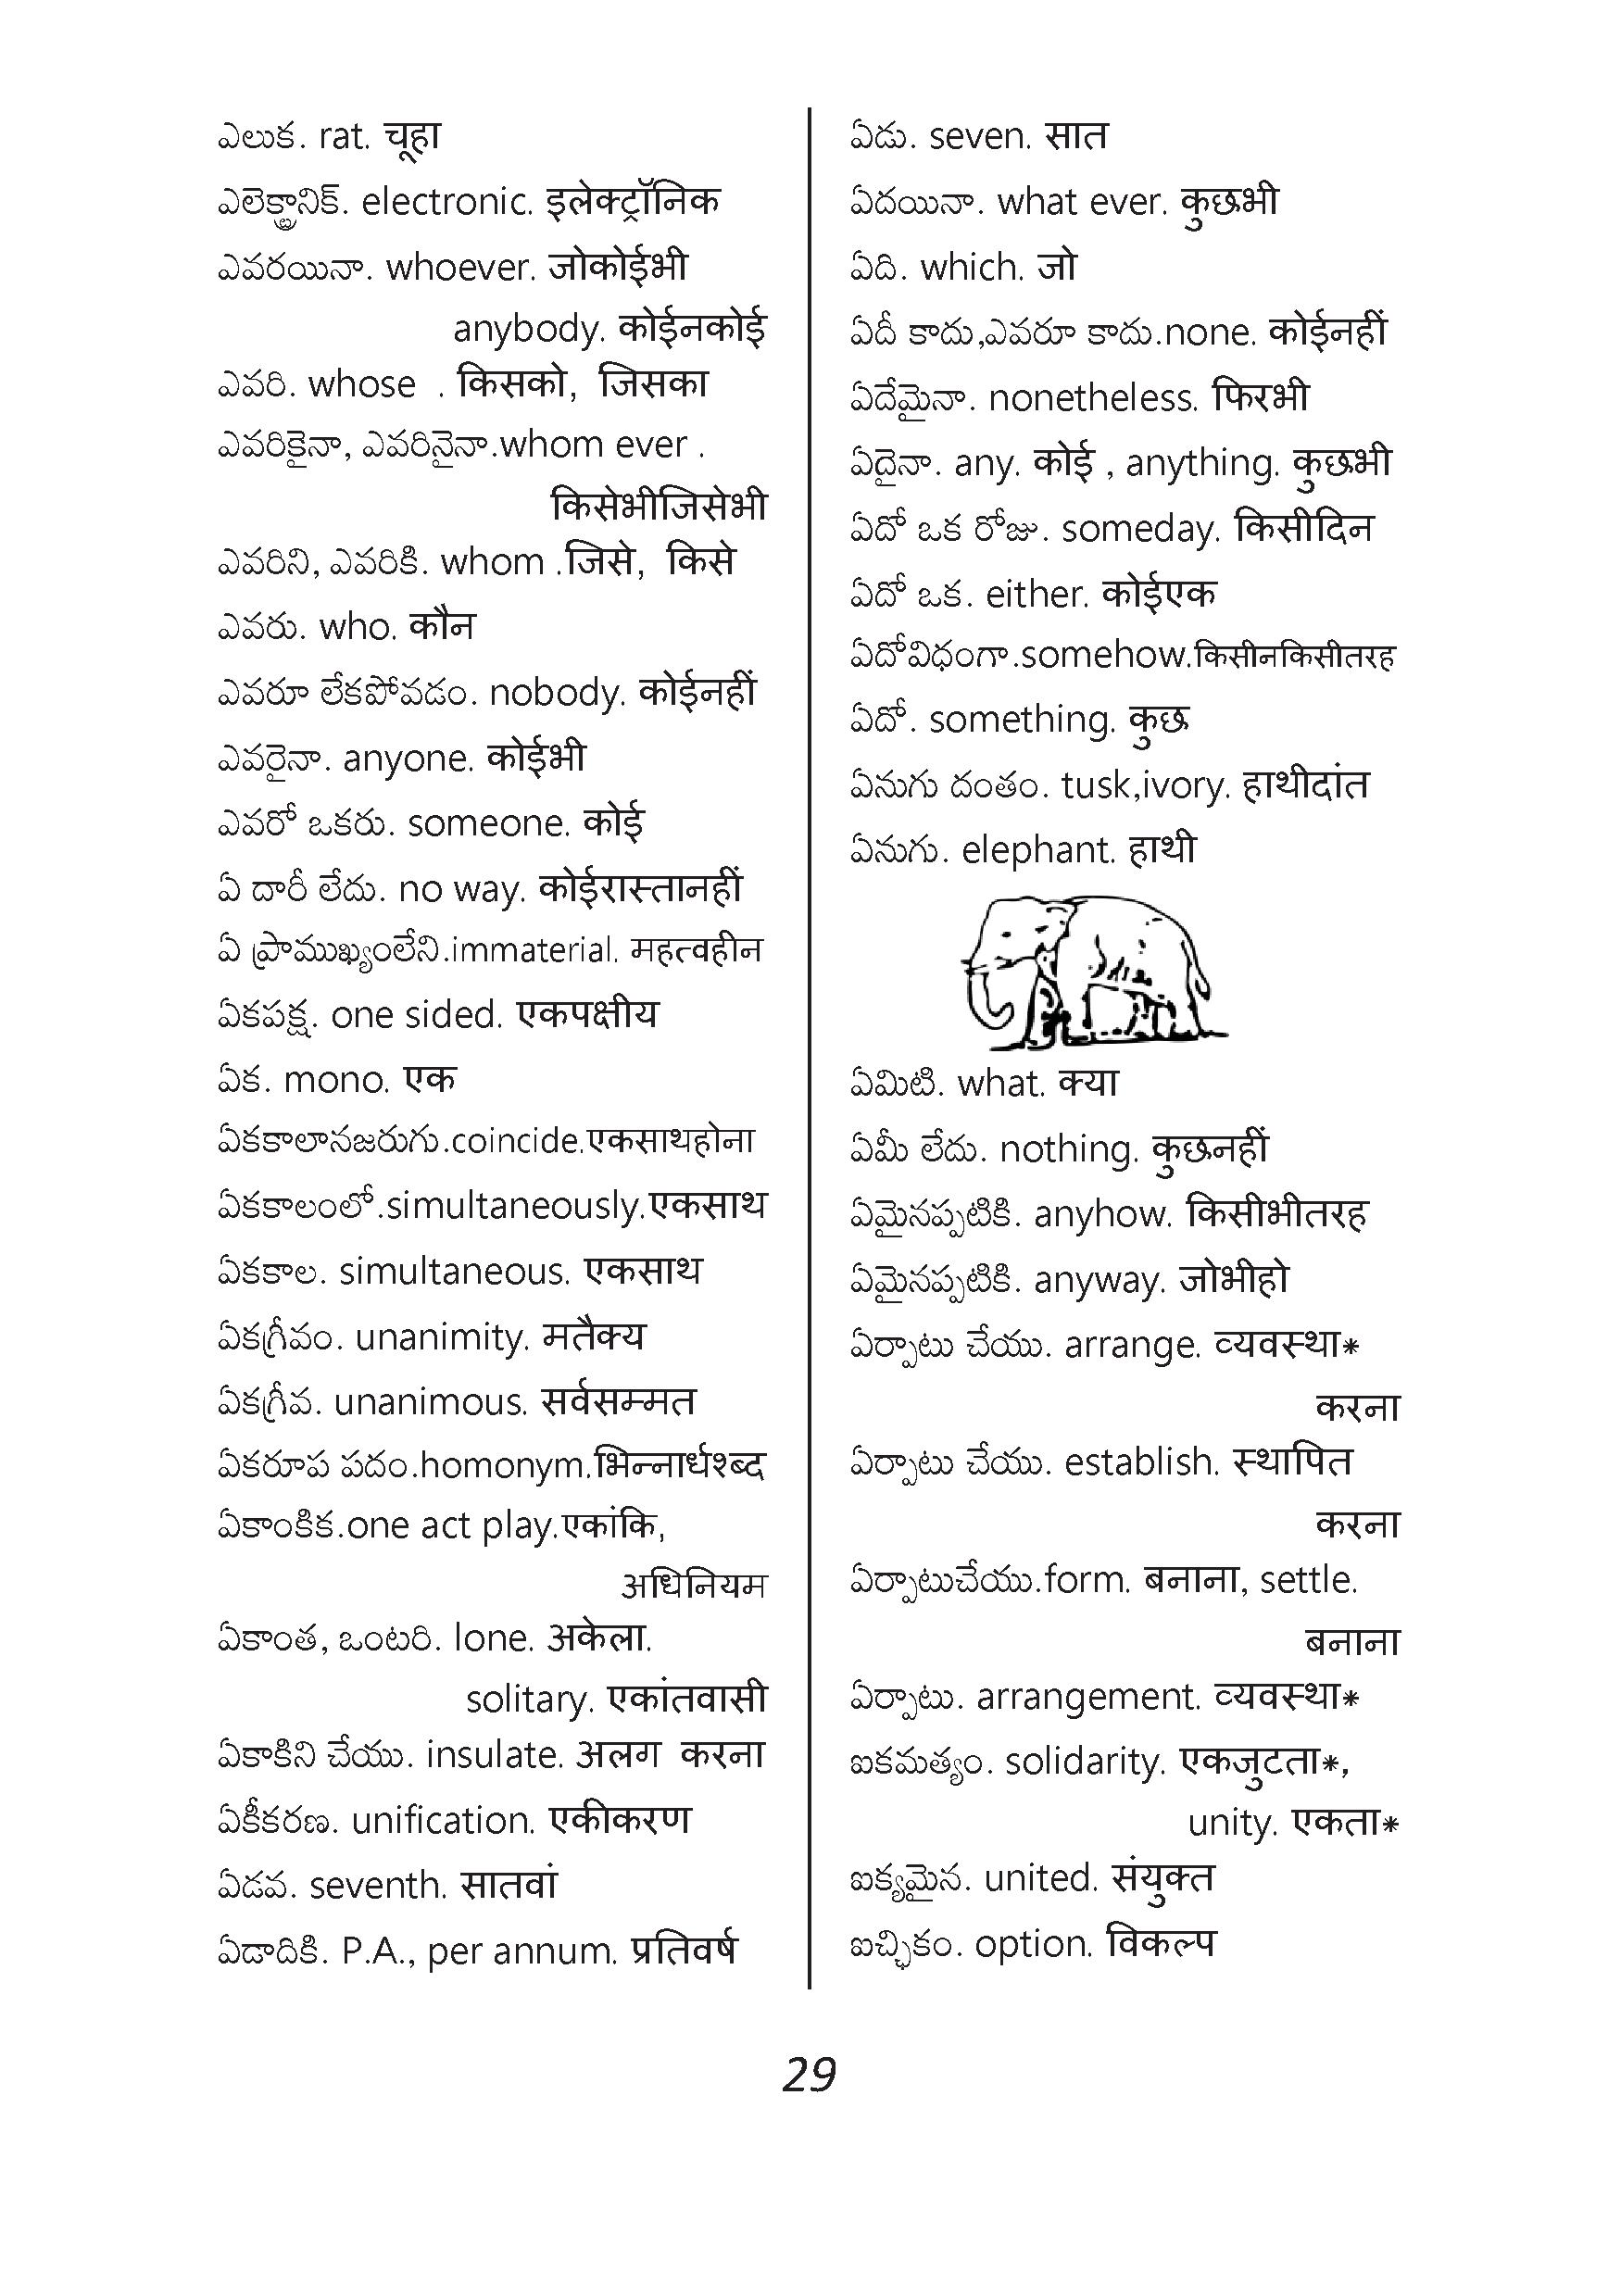 ఎలుక. rat. चूहा
ఎలెక్ట్రానిక్. electronic. इलेक्ट्रॉनिक
ఎవరయినా. whoever. जोकोईभी
anybody. कोईनकोई
ఎవరి. whose . किसको, जिसका
ఎవరికైనా, ఎవరినైనా.whom ever .
किसेभीजिसेभी
ఎవరిని, ఎవరికి. whom .जिसे, किसे
ఎవరు. who. कौन
ఎవరూ లేకపోవడం. nobody. कोईनहीं
ఎవరైనా. anyone. कोईभी
ఎవరో ఒకరు. someone. कोई
ఏ దారీ లేదు. no way. कोईरास्तानहीं
ఏ ప్రాముఖ్యంలేని.immaterial. महत्वहीन
ఏకపక్ష. one sided. एकपक्षीय
ఏక. mono. एक
ఏకకాలానజరుగు.coincide.एकसाथहोना
ఏకకాలంలో.simultaneously.एकसाथ
ఏకకాల. simultaneous. एकसाथ
ఏకగ్రీవం. unanimity. मतैक्य
ఏకగ్రీవ. unanimous. सर्वसम्मत
ఏకరూప పదం.homonym.भिन्नार्धश्ब्द
ఏకాంకిక.one act play.एकांकि,
अधिनियम
ఏకాంత, ఒంటరి. lone. अकेला.
solitary. एकांतवासी
ఏకాకిని చేయు. insulate. अलग करना
ఏకీకరణ. unification. एकीकरण
ఏడవ. seventh. सातवां
ఏడాదికి. P.A., per annum. प्रतिवर्ष
ఏడు. seven. सात
ఏదయినా. what ever. कुछभी
ఏది. which. जो
ఏదీ కాదు,ఎవరూ కాదు.none. कोईनहीं
ఏదేమైనా. nonetheless. फिरभी
ఏదైనా. any. कोई , anything. कुछभी
ఏదో ఒక రోజు. someday. किसीदिन
ఏదో ఒక. either. कोईएक
ఏదోవిధంగా.somehow.किसीनकिसीतरह
ఏదో. something. कुछ
ఏనుగు దంతం. tusk,ivory. हाथीदांत
ఏనుగు. elephant. हाथी
ఏమిటి. what. क्या
ఏమీ లేదు. nothing. कुछनहीं
ఏమైనప్పటికి. anyhow. किसीभीतरह
ఏమైనప్పటికి. anyway. जोभीहो
ఏర్పాటు చేయు. arrange. व्यवस्था*
करना
ఏర్పాటు చేయు. establish. स्थापित
करना
ఏర్పాటుచేయు.form. बनाना, settle.
बनाना
ఏర్పాటు. arrangement. व्यवस्था*
ఐకమత్యం. solidarity. एकजुटता*,
unity. एकता*
ఐక్యమైన. united. संयुक्त
ఐచ్ఛికం. option. विकल्प
29